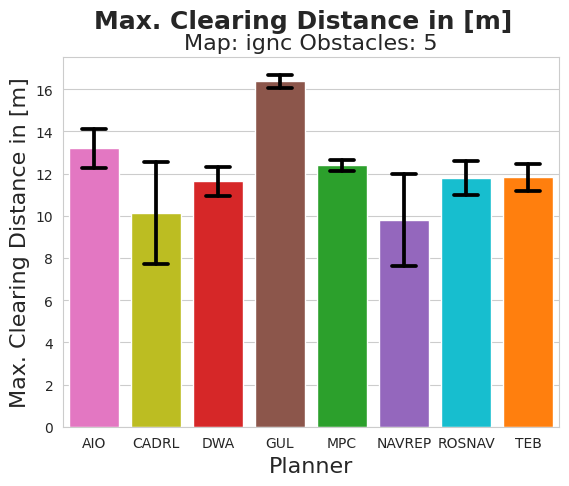 Max. Clearing Distance in [m]
Map: ignc Obstacles: 5
Max. Clearing Distance in [m]
16
14
12
10
8
6
4
2
0
AIO CADRL DWA GUL MPC NAVREP ROSNAV TEB
Planner